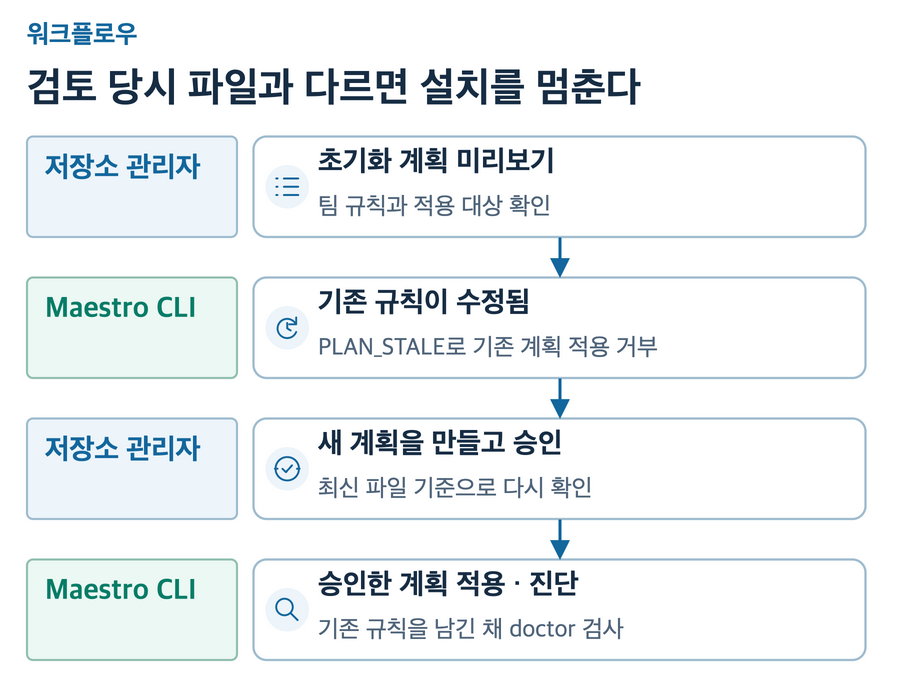 워크플로우
검토 당시 파일과 다르면 설치를 멈춘다
저장소 관리자
초기화 계획 미리보기
팀 규칙과 적용 대상 확인
Maestro CLI
기존 규칙이 수정됨
PLAN_STALE로 기존 계획 적용 거부
저장소 관리자
새 계획을 만들고 승인
최신 파일 기준으로 다시 확인
Maestro CLI
승인한 계획 적용 · 진단
기존 규칙을 남긴 채 doctor 검사